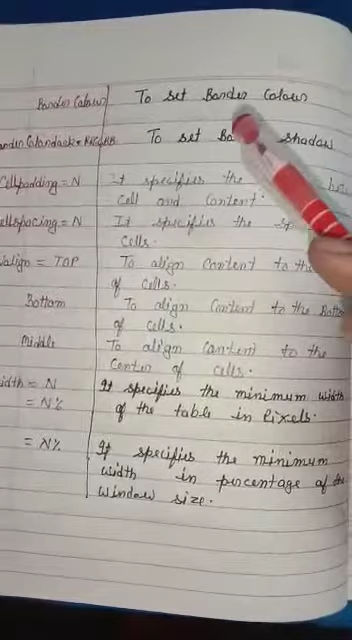 Border Colour To set Border Colour
To set shadow
Cellpadding = N It specifies the
cell and content.
cellspacing = N It specifies the
cells.
valign = TOP To align Content to the
of cells.
Bottom To align Content to the Bottom
of cells.
Middle To align Content to the
Center of cells.
width = N It specifies the minimum width
= N% of the table in Pixels.
= N% It specifies the minimum
width in percentage of the
window size.